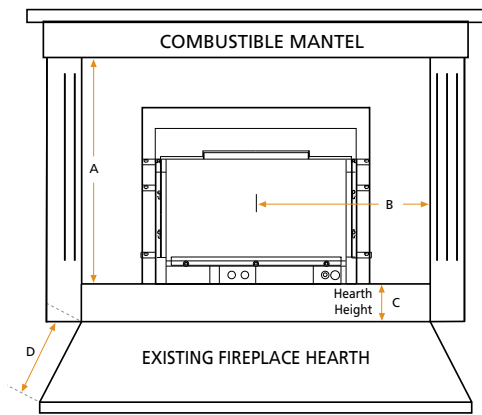 COMBUSTIBLE MANTEL
A
B
Hearth
Height
C
D
EXISTING FIREPLACE HEARTH